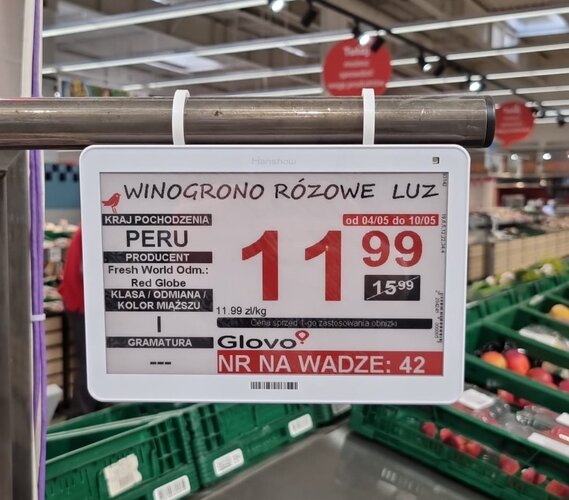 Hanshow
WINOGRONO RÓŻOWE LUZ
KRAJ POCHODZENIA
PERU
PRODUCENT
Fresh World Odm.:
Red Globe
KLASA / ODMIANA /
KOLOR MIĄŻSZU
I
GRAMATURA
---
od 04/05 do 10/05
11 99
15 99
11.99 zł/kg
Cena sprzed 1-go zastosowania obniżki
Glovo
NR NA WADZE: 42